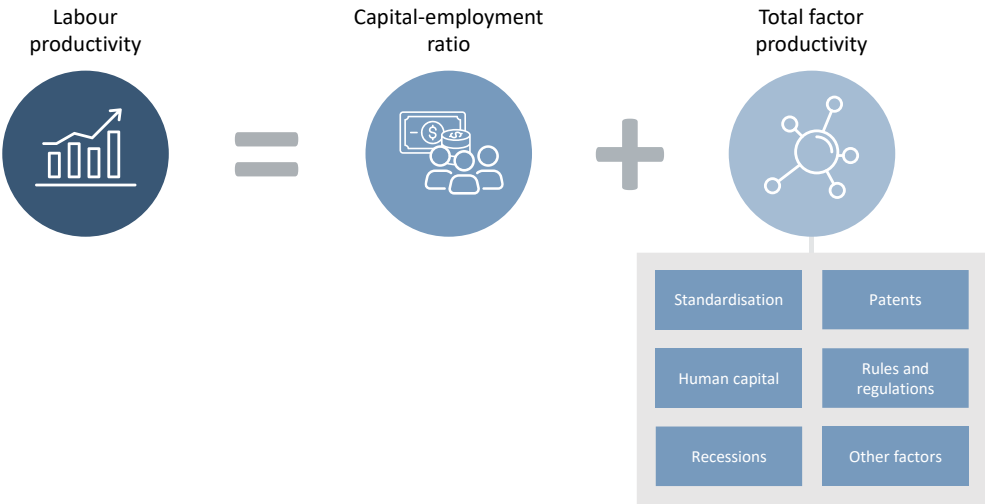 Labour
productivity
Capital-employment
ratio
Total factor
productivity
Standardisation
Patents
Human capital
Rules and
regulations
Recessions
Other factors